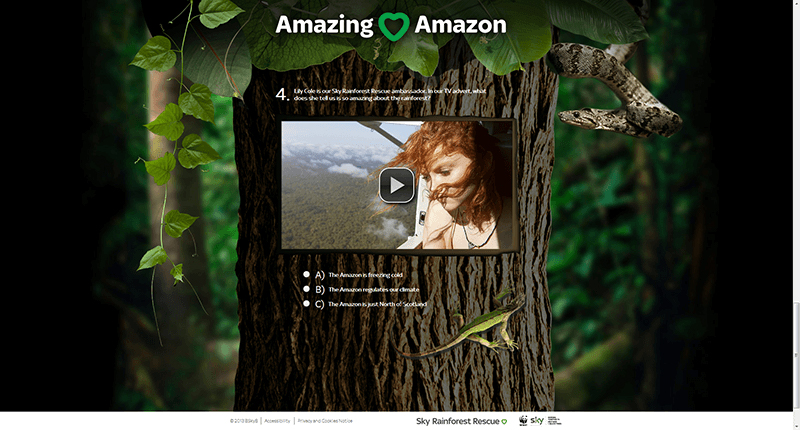 Amazing Amazon
4. Lily Cole is our Sky Rainforest Rescue ambassador. In our TV advert, what
does she tell us is so amazing about the rainforest?
A) The Amazon is freezing cold
B) The Amazon regulates our climate
C) The Amazon is just North of Scotland
© 2013 BSkyB | Accessibility | Privacy and Cookies Notice
Sky Rainforest Rescue
WWF
sky